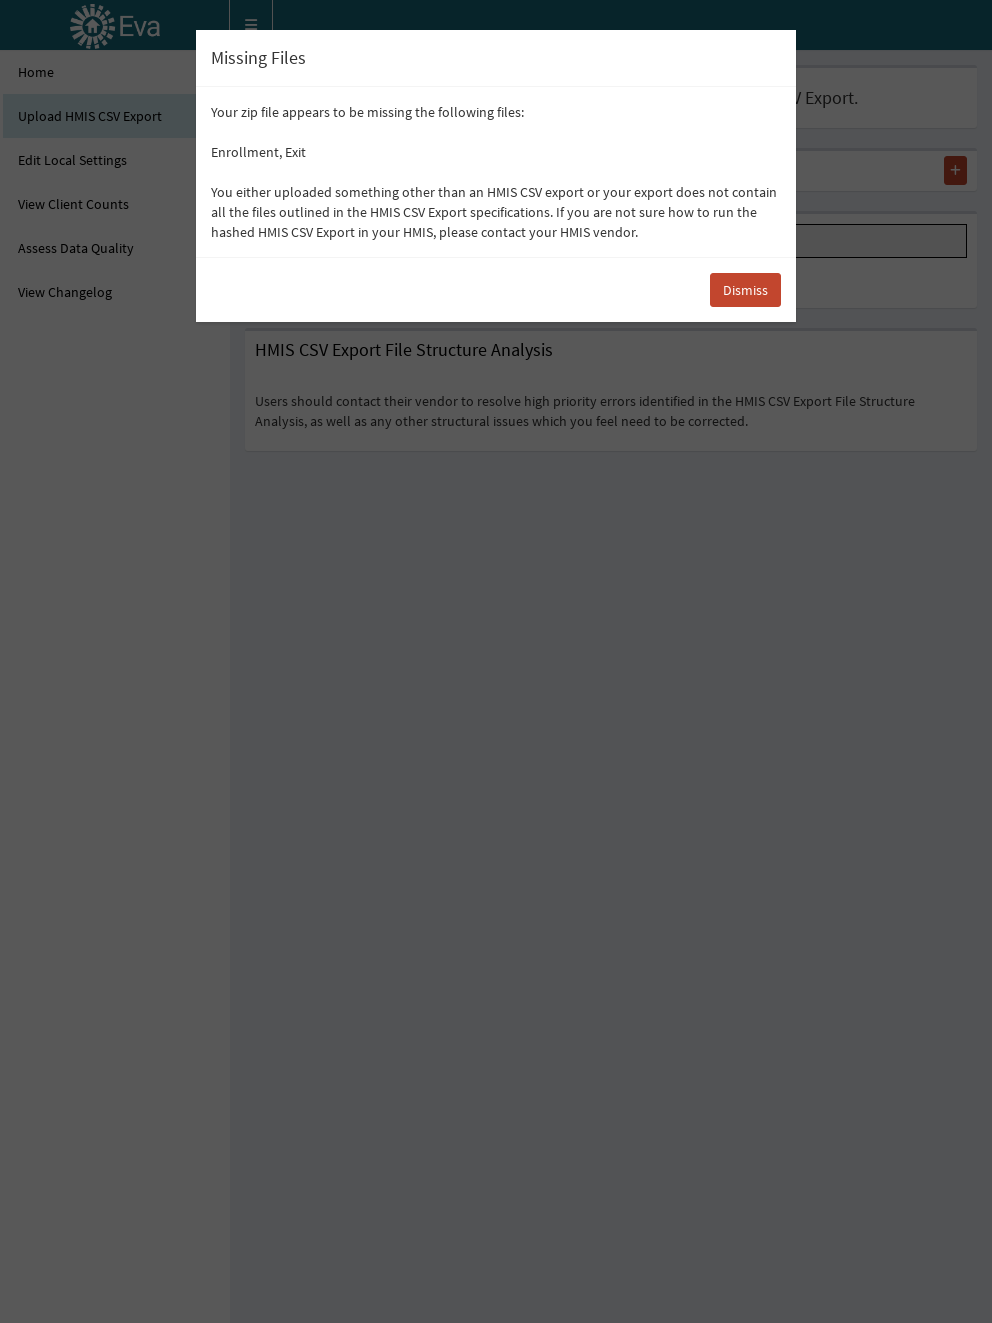 Eva
Missing Files
Home
V Export.
Upload HMIS CSV Export
Your zip file appears to be missing the following files:
Edit Local Settings
Enrollment, Exit
+
View Client Counts
You either uploaded something other than an HMIS CSV export or your export does not contain
all the files outlined in the HMIS CSV Export specifications. If you are not sure how to run the
hashed HMIS CSV Export in your HMIS, please contact your HMIS vendor.
Assess Data Quality
View Changelog
Dismiss
HMIS CSV Export File Structure Analysis
Users should contact their vendor to resolve high priority errors identified in the HMIS CSV Export File Structure
Analysis, as well as any other structural issues which you feel need to be corrected.